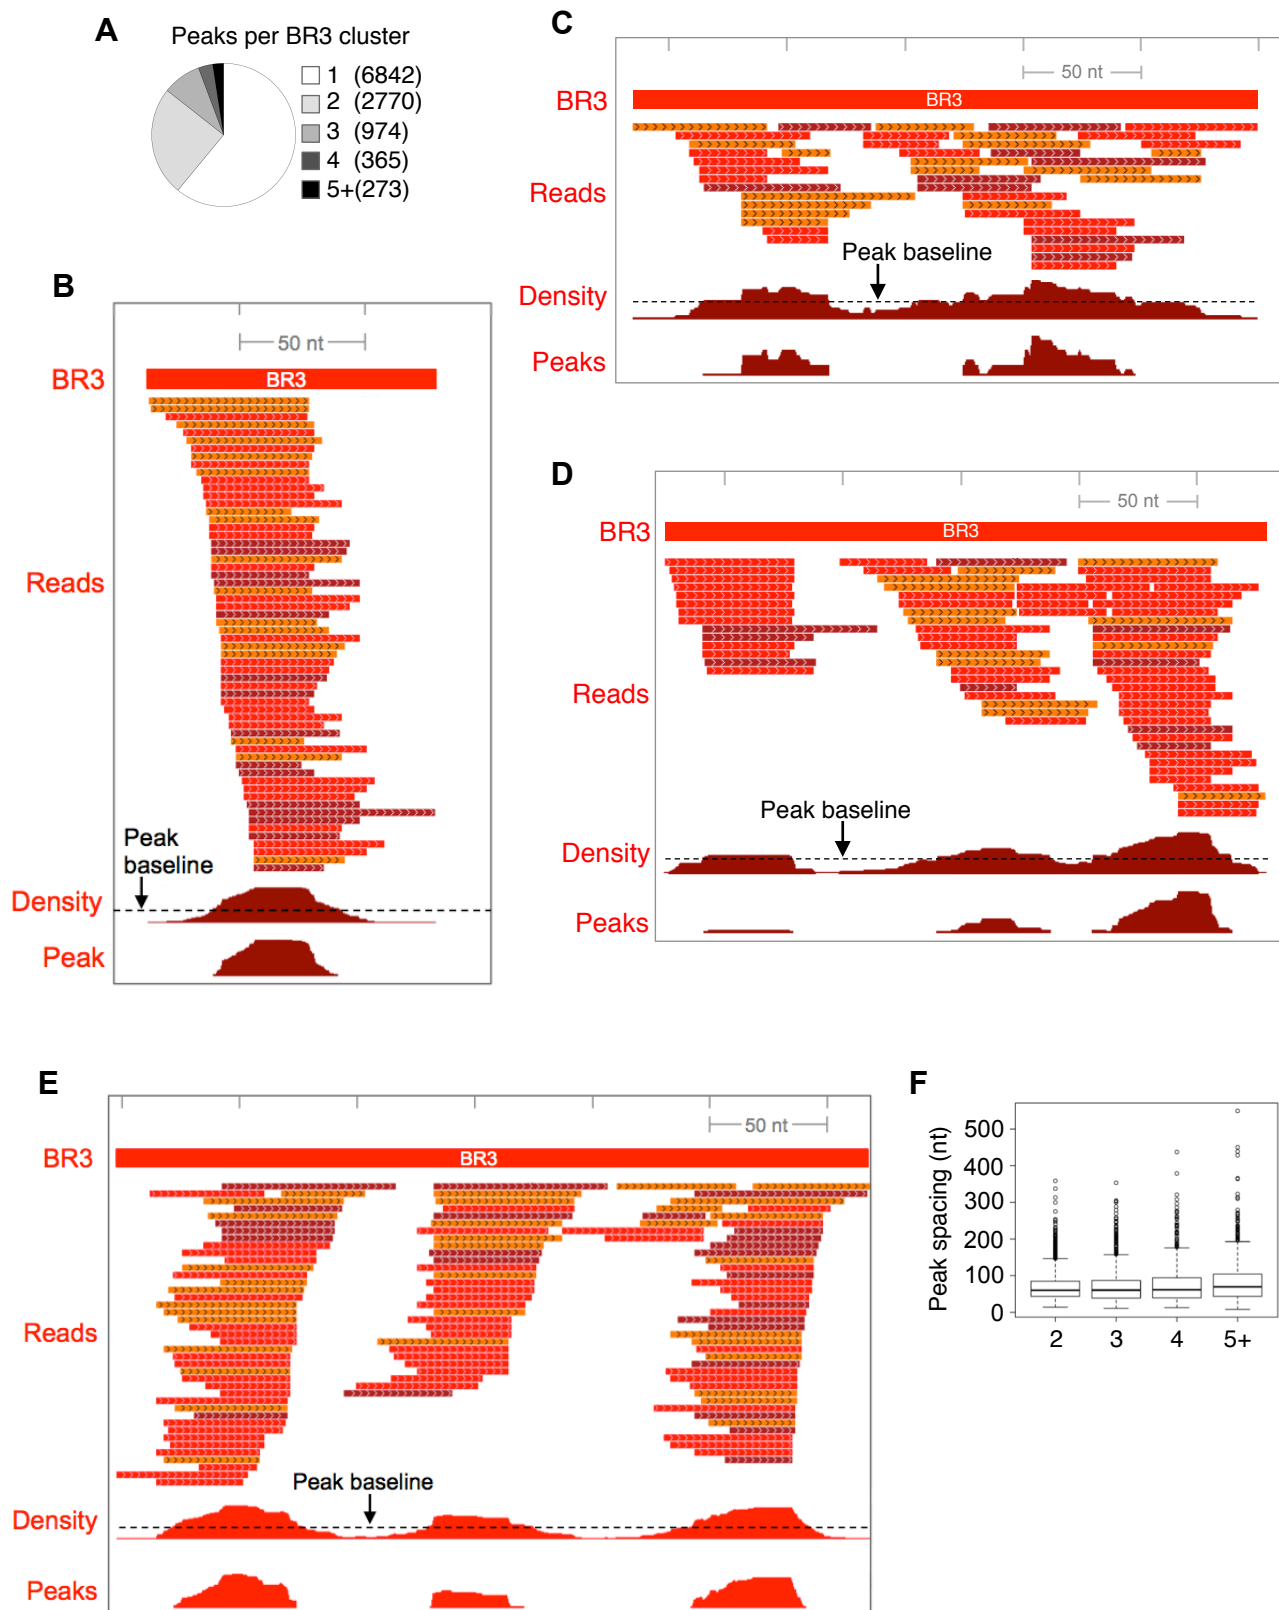 A
Peaks per BR3 cluster
1 (6842)
2 (2770)
3 (974)
4 (365)
5+(273)
B
50 nt
BR3
BR3
Reads
Peak
baseline
Density
Peak
C
50 nt
BR3
BR3
Reads
Peak baseline
Density
Peaks
D
50 nt
BR3
BR3
Reads
Peak baseline
Density
Peaks
E
50 nt
BR3
BR3
Reads
Peak baseline
Density
Peaks
F
Peak spacing (nt)
500
400
300
200
100
0
2 3 4 5+